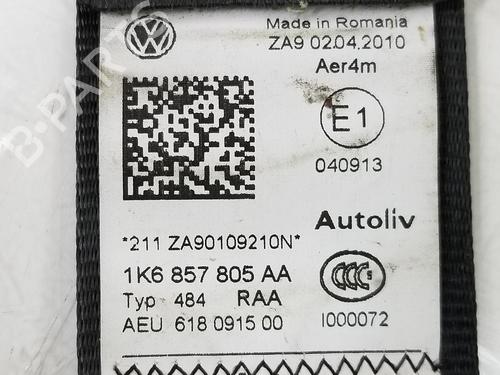 Made in Romania
ZA9 02.04.2010
Aer4m
E1
040913
Autoliv
*211 ZA90109210N*
1K6 857 805 AA
Typ 484 RAA
AEU 618 0915 00
CCC S
I000072
B-PARTS